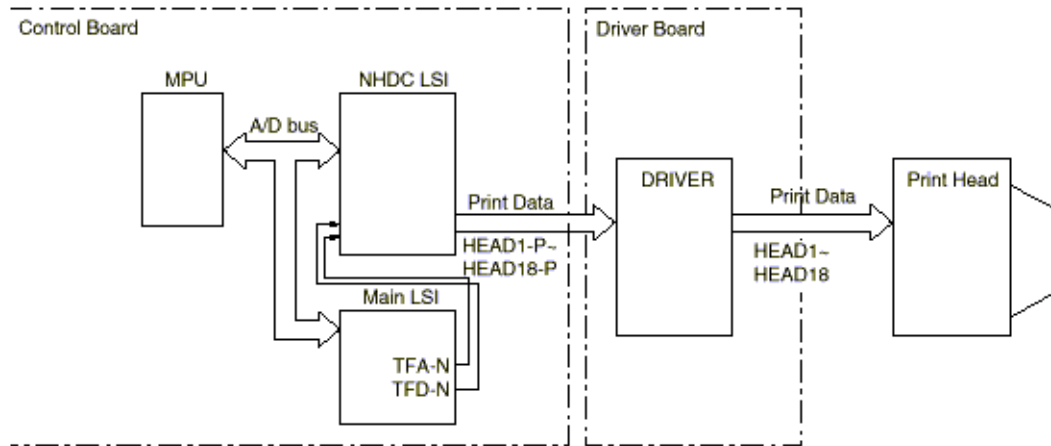 Control Board
Driver Board
MPU
NHDC LSI
A/D bus
DRIVER
Print Head
Print Data
Print Data
HEAD1-P~
HEAD18-P
HEAD1~
HEAD18
Main LSI
TFA-N
TFD-N